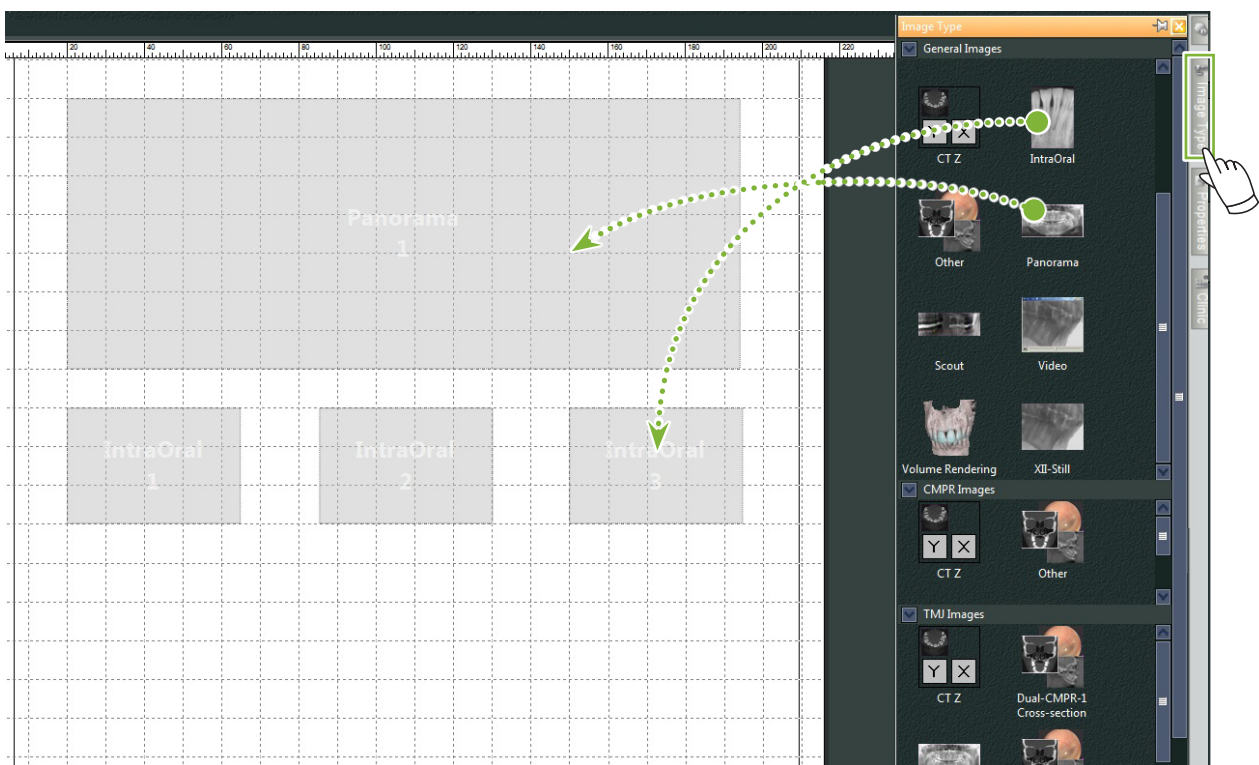 Image Type
General Images
20 40 60 80 100 120 140 160 180 200 220
Image Type
Y X
CT Z
IntraOral
Properties
Panorama
1
Other
Panorama
Clinic
Scout
Video
IntraOral
1
IntraOral
2
IntraOral
3
Volume Rendering
XII-Still
CMPR Images
Y X
CT Z
Other
TMJ Images
Y X
CT Z
Dual-CMPR-1
Cross-section